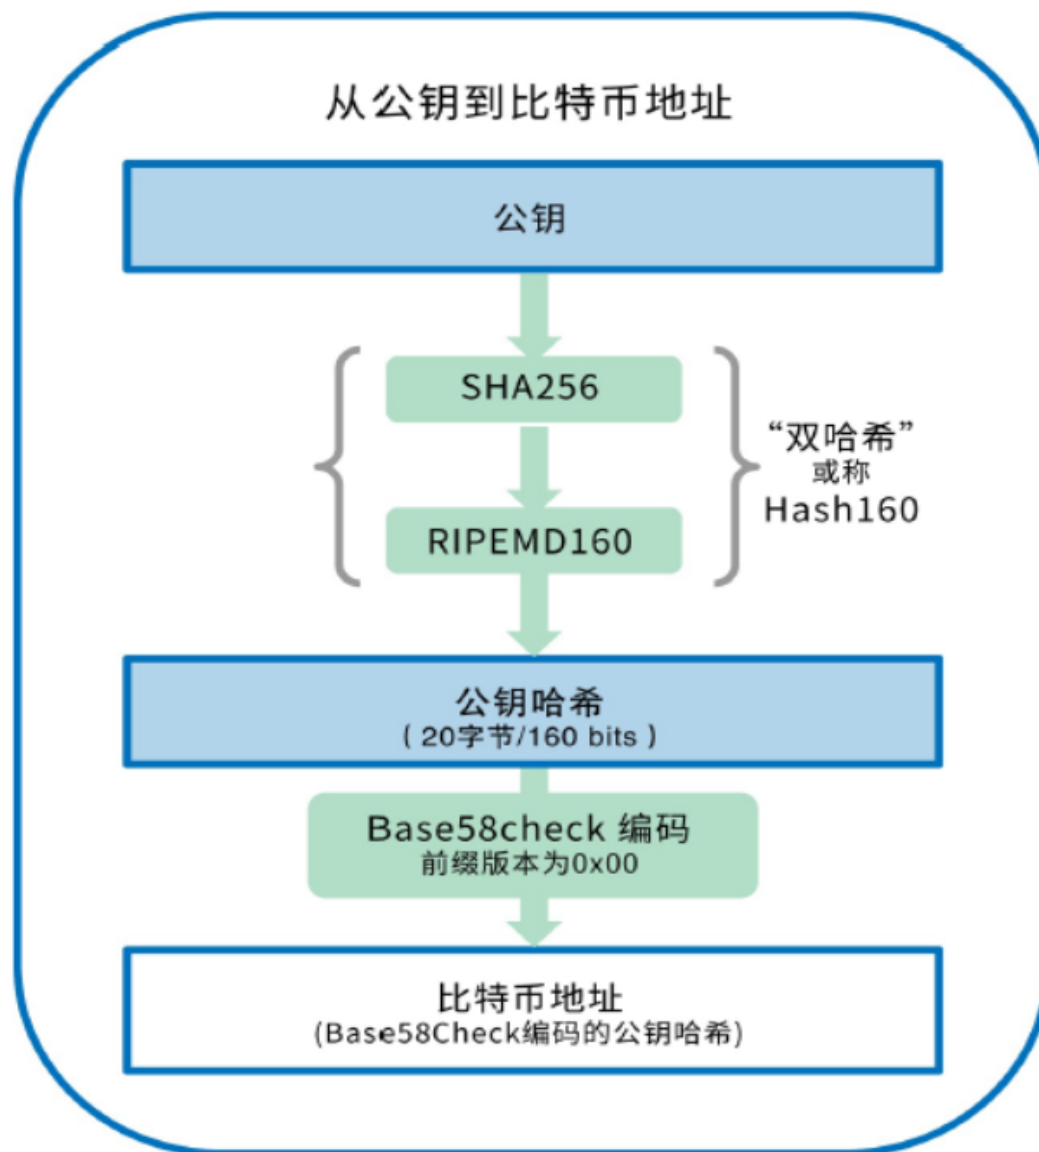 从公钥到比特币地址
公钥
SHA256
RIPEMD160
“双哈希”
或称
Hash160
公钥哈希
( 20字节/160 bits )
Base58check 编码
前缀版本为0x00
比特币地址
(Base58Check编码的公钥哈希)